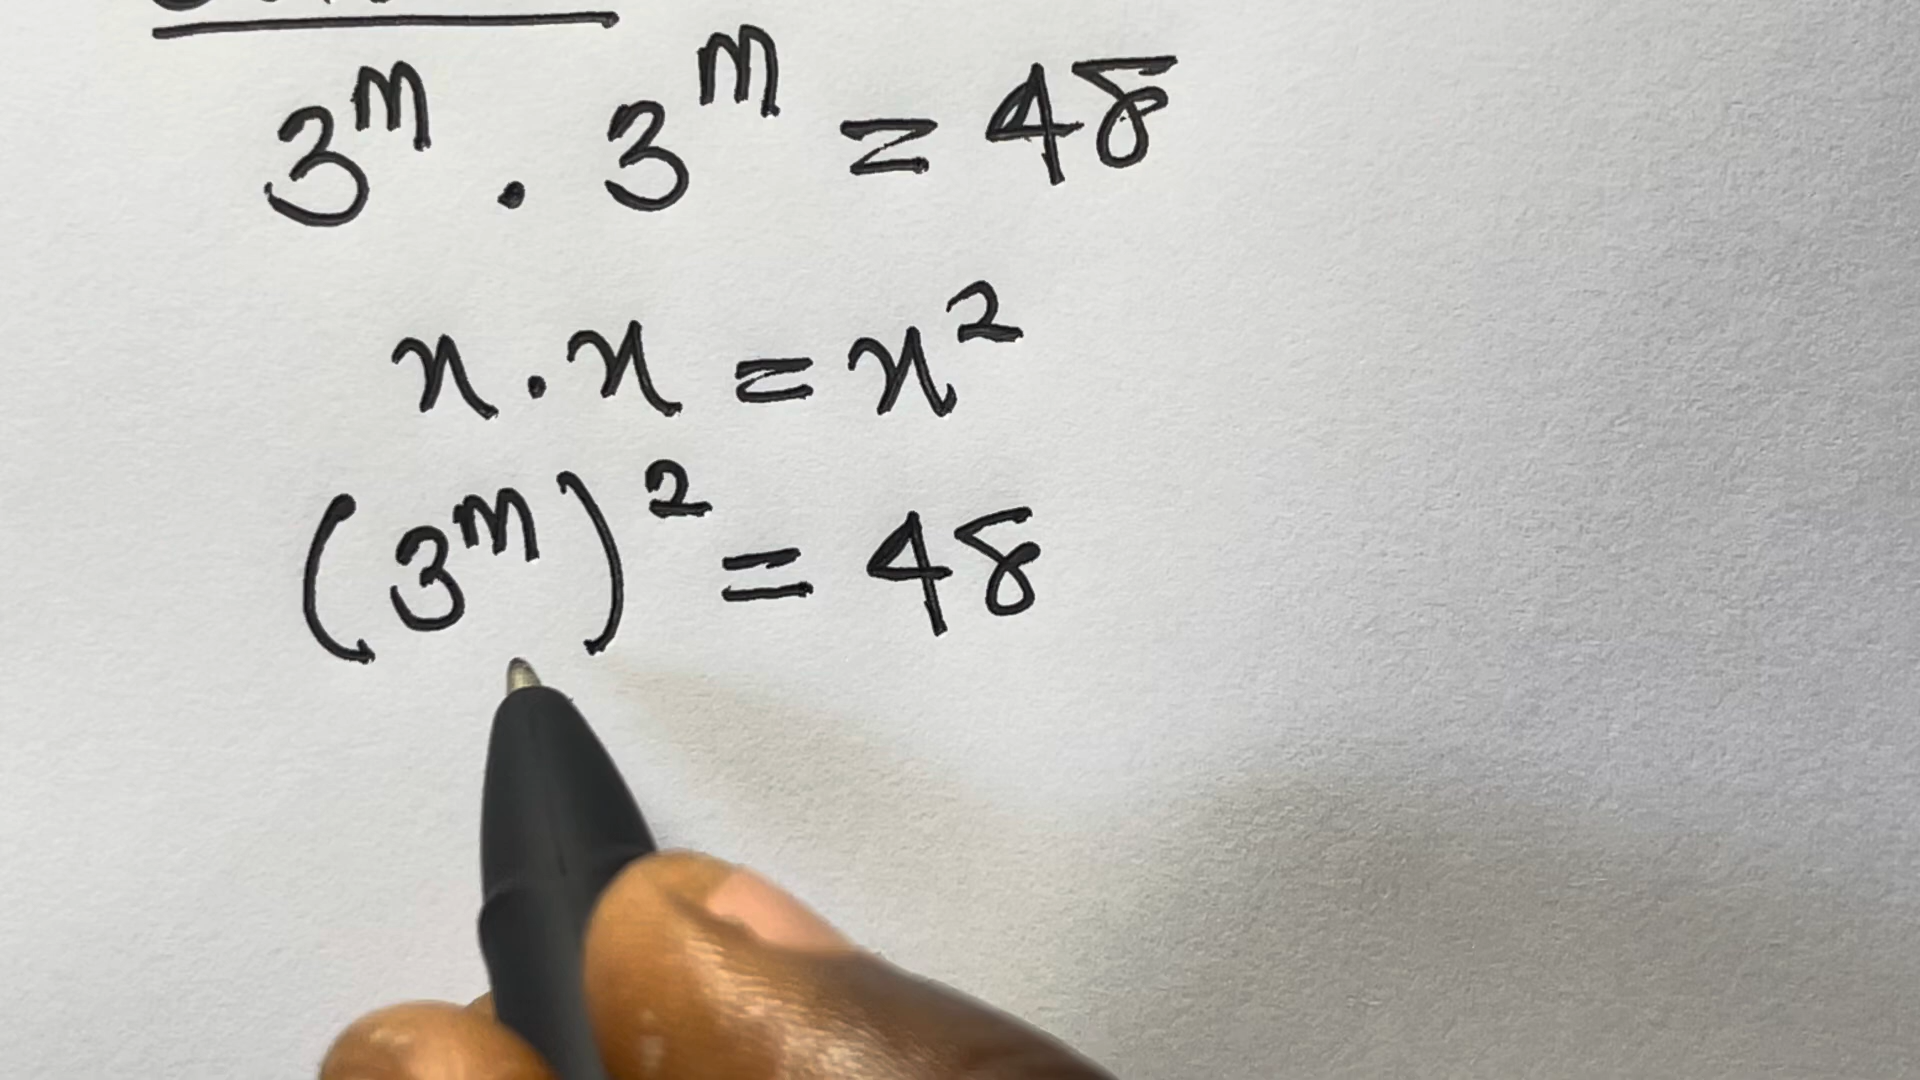 3^m . 3^m = 48
x . x = x^2
(3^m)^2 = 48